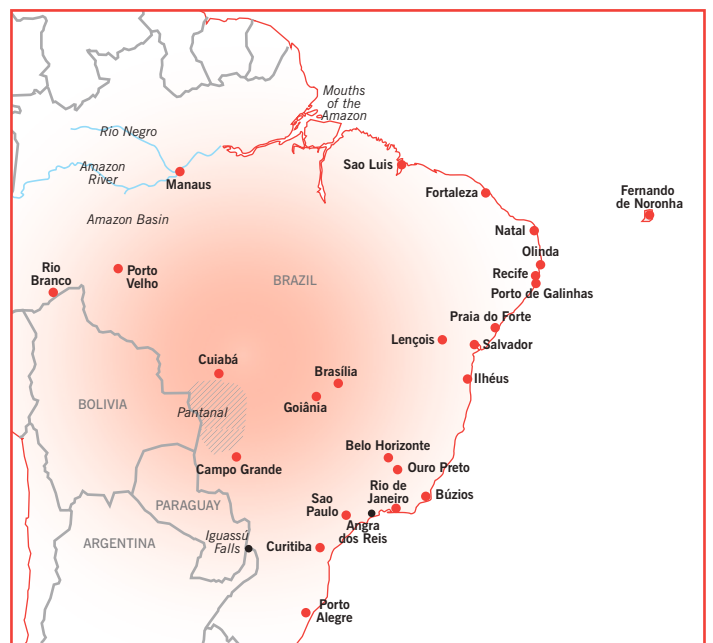 Mouths
of the
Amazon
Rio Negro
Sao Luis
Amazon
River
Manaus
Fortaleza
Fernando
de Noronha
Amazon Basin
Natal
Olinda
Rio
Branco
Porto
Velho
BRAZIL
Recife
Porto de Galinhas
Praia do Forte
Lençois
Salvador
Cuiabá
Brasília
Ilhéus
BOLIVIA
Pantanal
Goiânia
Belo Horizonte
Campo Grande
Ouro Preto
Rio de
Janeiro
Búzios
Sao
Paulo
PARAGUAY
Angra
dos Reis
Iguassú
Falls
ARGENTINA
Curitiba
Porto
Alegre